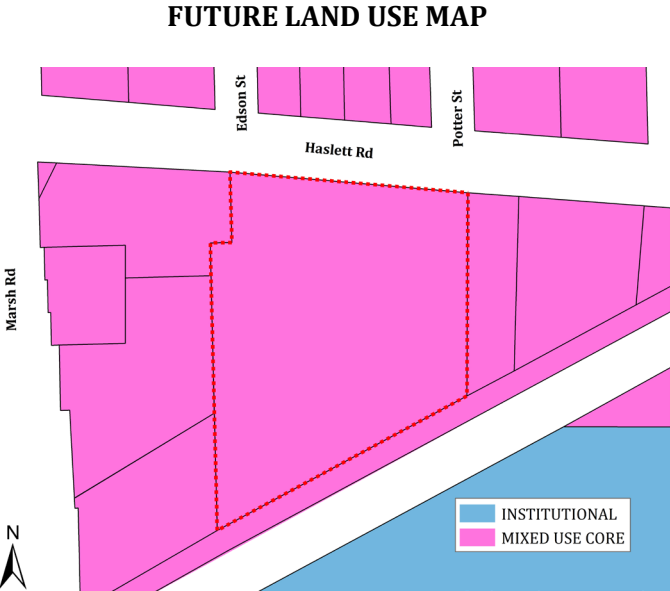 FUTURE LAND USE MAP
Edson St
Potter St
Haslett Rd
Marsh Rd
INSTITUTIONAL
MIXED USE CORE
N